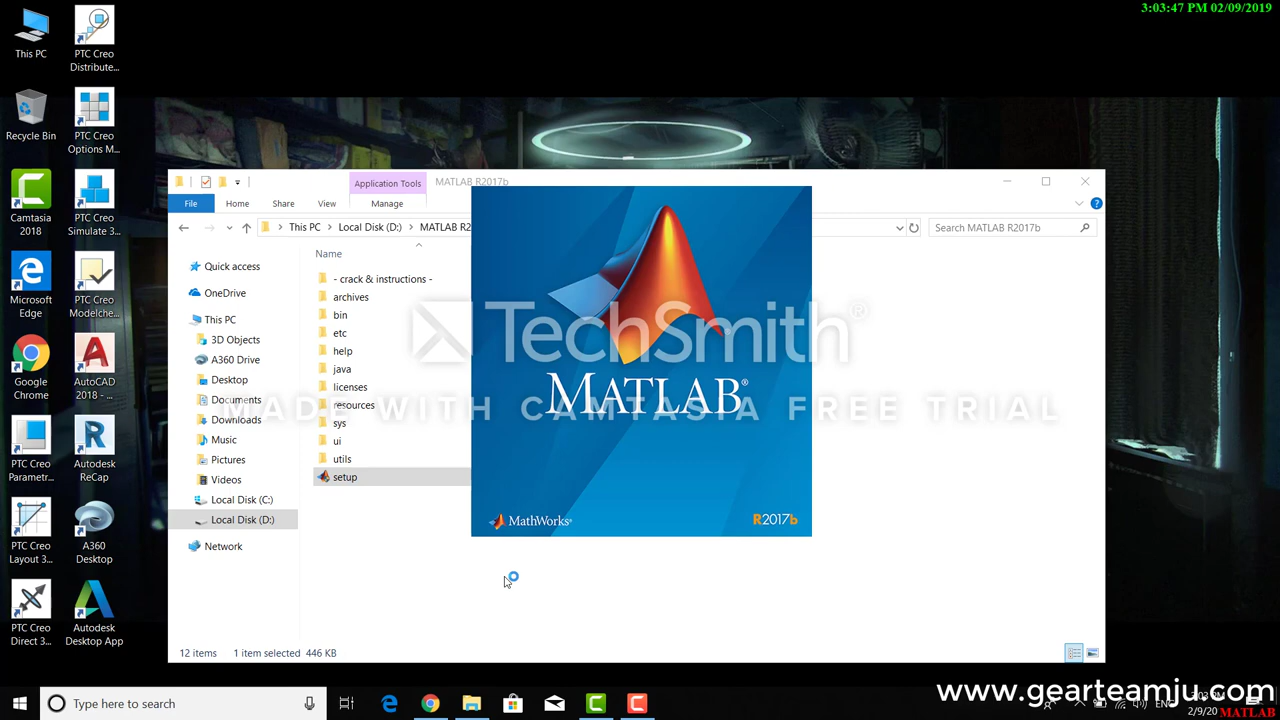 3:03:47 PM 02/09/2019
This PC
PTC Creo
Distribute...
Recycle Bin
PTC Creo
Options M...
Camtasia
2018
PTC Creo
Simulate 3...
Microsoft
Edge
PTC Creo
Modelche...
Google
Chrome
AutoCAD
2018 - ...
PTC Creo
Paramet...
Autodesk
ReCap
PTC Creo
Layout 3...
A360
Desktop
PTC Creo
Direct 3...
Autodesk
Desktop App
Application Tools
MATLAB R2017b
File
Home
Share
View
Manage
This PC
Local Disk (D:)
MATLAB R2
Search MATLAB R2017b
Name
Quick access
OneDrive
This PC
3D Objects
A360 Drive
Desktop
Documents
Downloads
Music
Pictures
Videos
Local Disk (C:)
Local Disk (D:)
Network
- crack & instructions -
archives
bin
etc
help
java
licenses
resources
sys
ui
utils
setup
TechSmith®
MADE WITH CAMTASIA FREE TRIAL
MATLAB®
MathWorks®
R2017b
12 items
1 item selected 446 KB
Type here to search
ENG
2/9/20
www.gearteamju.com
MATLAB